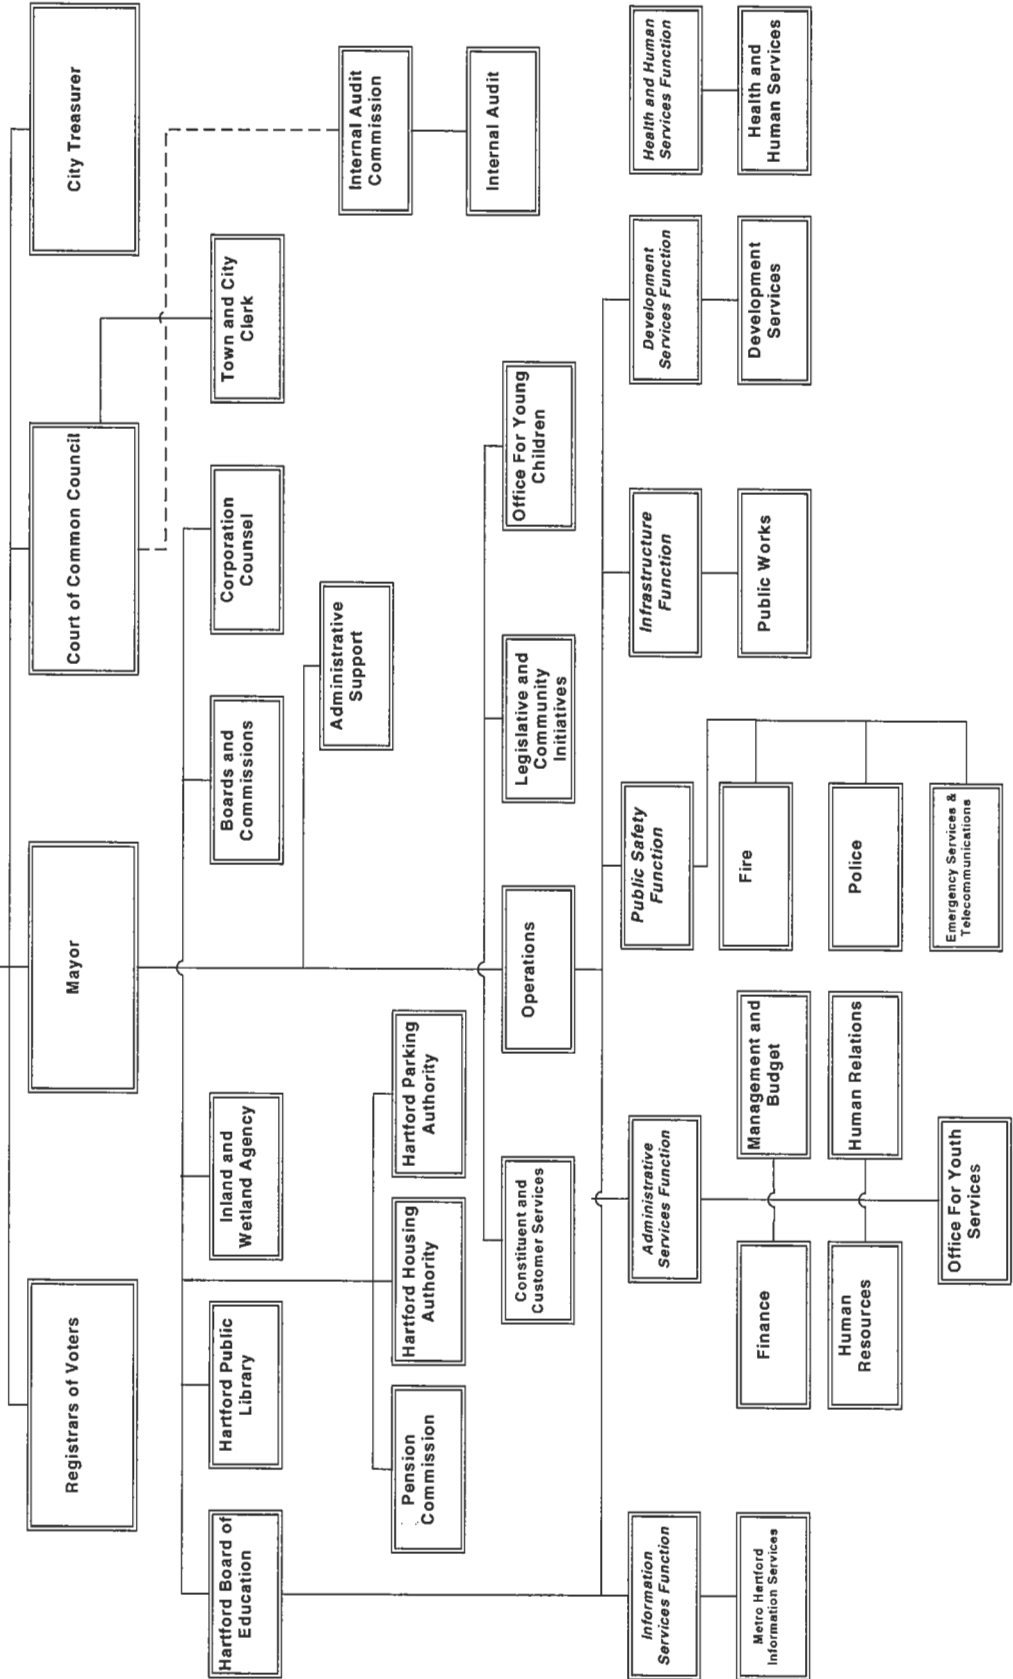 Registrars of Voters
Mayor
Court of Common Council
City Treasurer
Hartford Board of
Education
Hartford Public
Library
Inland and
Wetland Agency
Boards and
Commissions
Corporation
Counsel
Town and City
Clerk
Administrative
Support
Internal Audit
Commission
Internal Audit
Pension
Commission
Hartford Housing
Authority
Hartford Parking
Authority
Constituent and
Customer Services
Operations
Legislative and
Community
Initiatives
Office For Young
Children
Information
Services Function
Administrative
Services Function
Public Safety
Function
Infrastructure
Function
Development
Services Function
Health and Human
Services Function
Metro Hartford
Information Services
Finance
Management and
Budget
Human
Resources
Human Relations
Office For Youth
Services
Fire
Police
Emergency Services &
Telecommunications
Public Works
Development
Services
Health and
Human Services